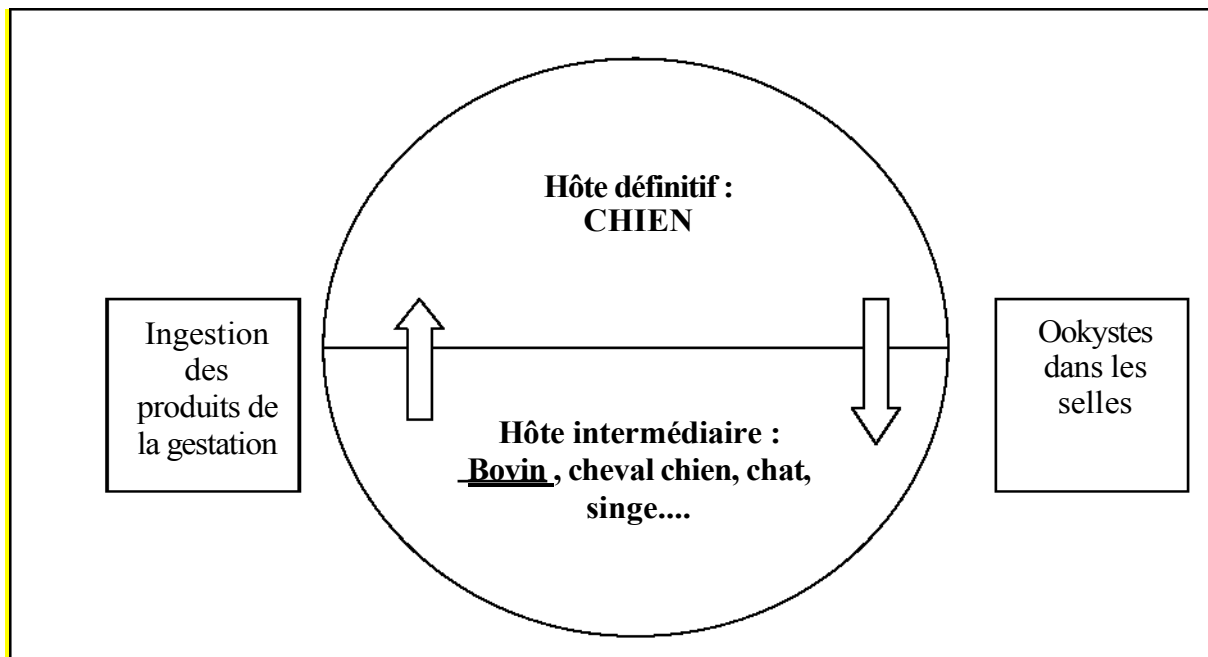 Hôte définitif :
CHIEN
Ingestion
des
produits de
la gestation
Ookystes
dans les
selles
Hôte intermédiaire :
Bovin , cheval chien, chat,
singe....